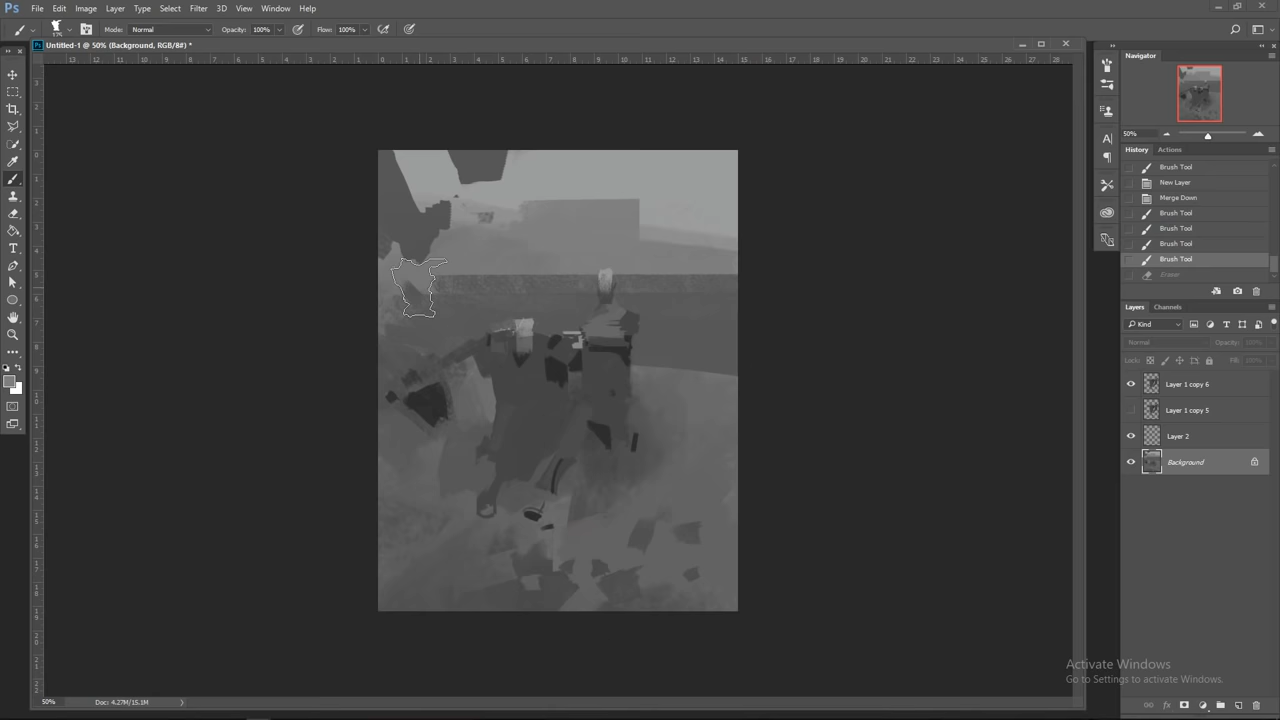 Ps File Edit Image Layer Type Select Filter 3D View Window Help
Mode: Normal Opacity: 100% Flow: 100%
Ps Untitled-1 @ 50% (Background, RGB/8#) *
Navigator
50%
History Actions
Brush Tool
New Layer
Merge Down
Brush Tool
Brush Tool
Brush Tool
Brush Tool
Eraser
Layers Channels
Kind
Normal Opacity: 100%
Lock: Fill: 100%
Layer 1 copy 6
Layer 1 copy 5
Layer 2
Background
Activate Windows
Go to Settings to activate Windows.
50% Doc: 4.27M/15.1M